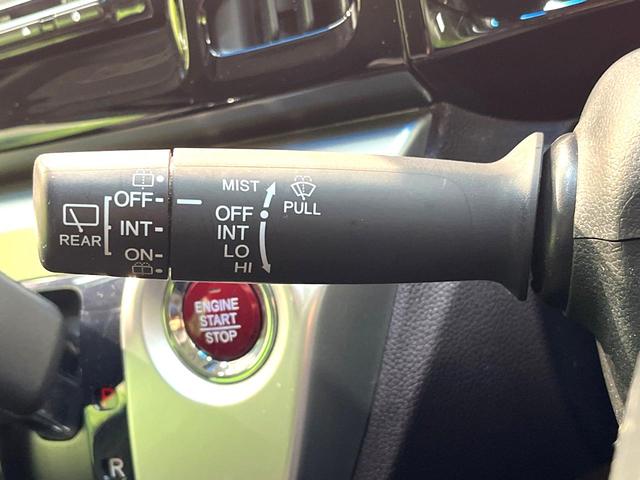 MIST
OFF
INT
LO
HI
PULL
OFF
INT
ON
REAR
ENGINE
START
STOP
P
R